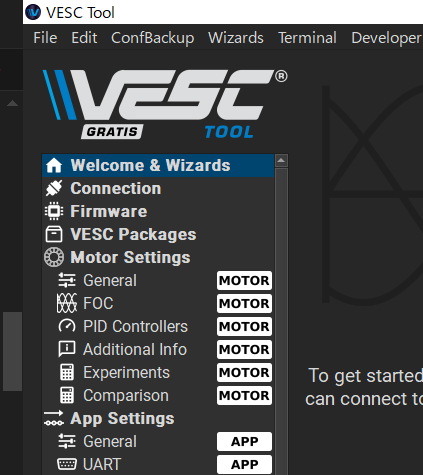 VESC Tool
File Edit ConfBackup Wizards Terminal Developer
VESC®
GRATIS TOOL
Welcome & Wizards
Connection
Firmware
VESC Packages
Motor Settings
General MOTOR
FOC MOTOR
PID Controllers MOTOR
Additional Info MOTOR
Experiments MOTOR
Comparison MOTOR
App Settings
General APP
UART APP
To get started
can connect to